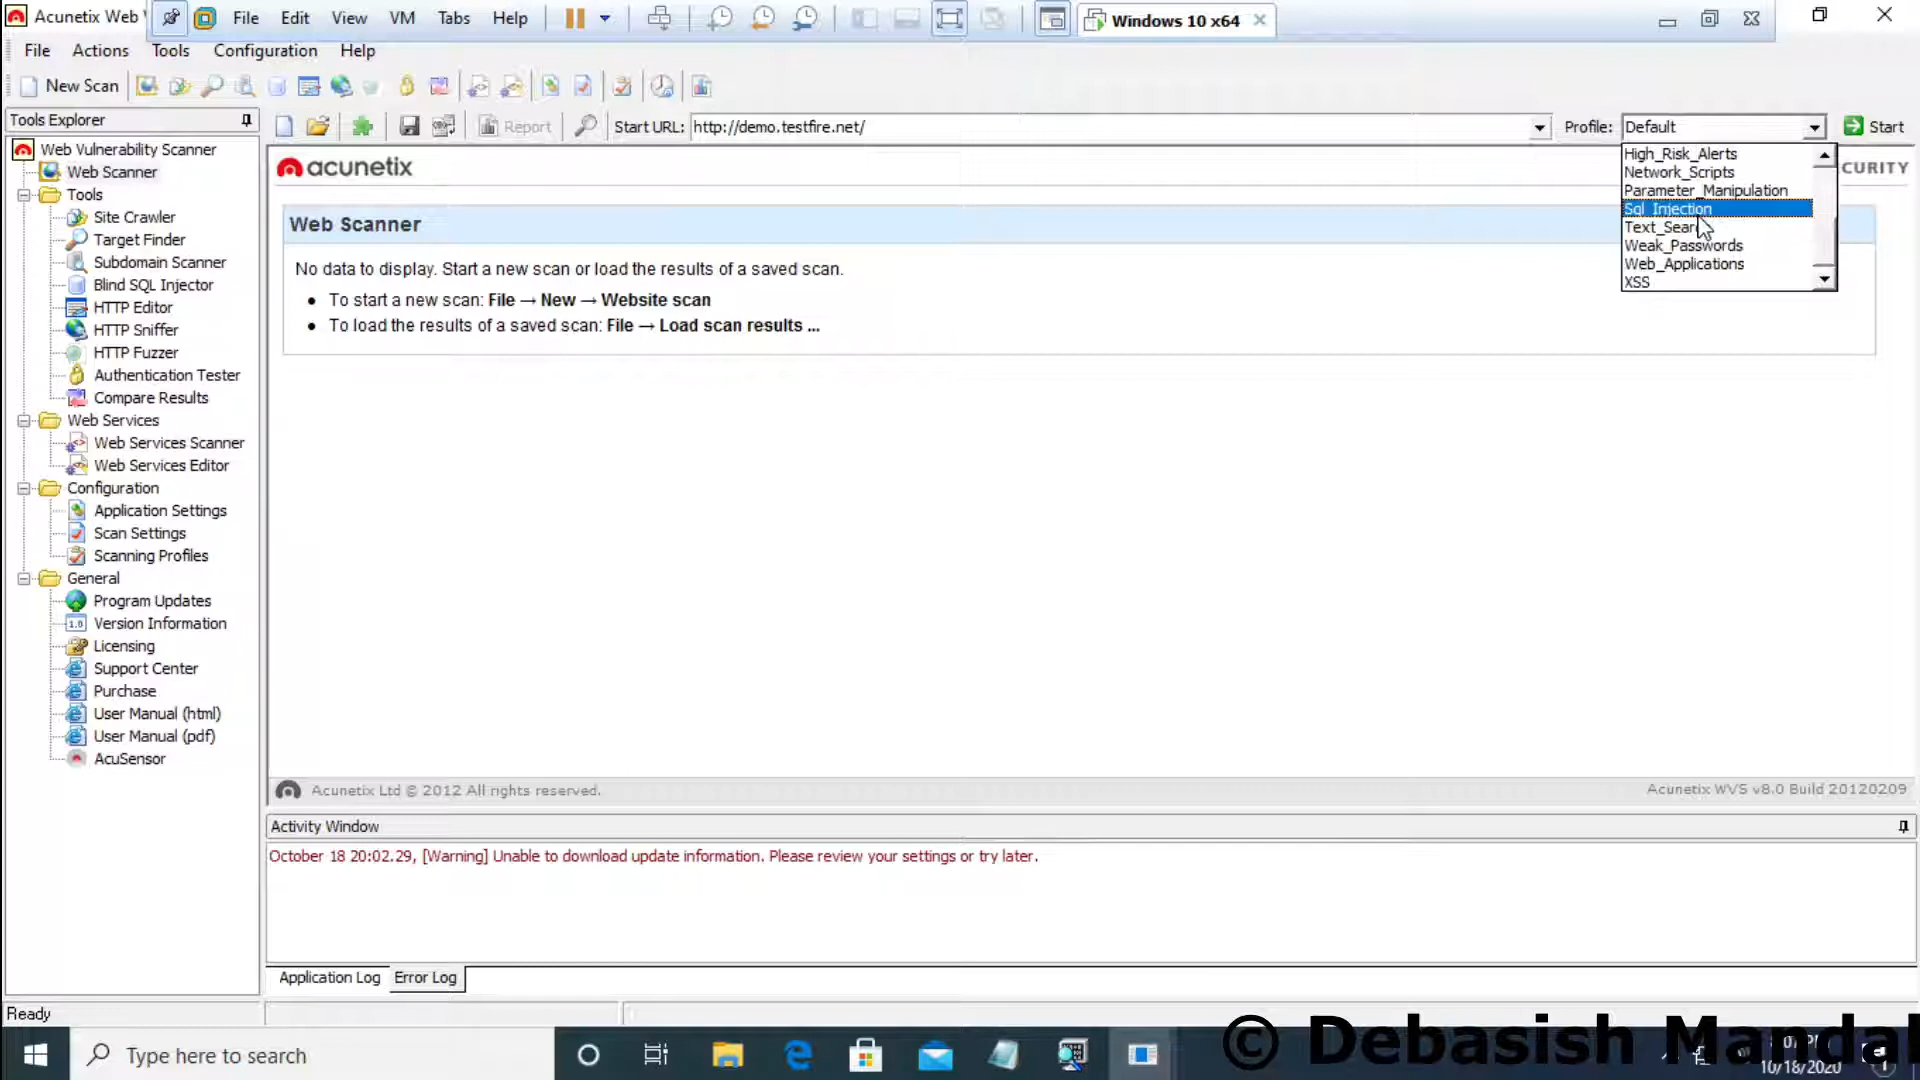 Acunetix Web
File Edit View VM Tabs Help
Windows 10 x64
File Actions Tools Configuration Help
New Scan
Tools Explorer
Report
Start URL: http://demo.testfire.net/
Profile: Default
Start
Web Vulnerability Scanner
Web Scanner
Tools
Site Crawler
Target Finder
Subdomain Scanner
Blind SQL Injector
HTTP Editor
HTTP Sniffer
HTTP Fuzzer
Authentication Tester
Compare Results
Web Services
Web Services Scanner
Web Services Editor
Configuration
Application Settings
Scan Settings
Scanning Profiles
General
Program Updates
1.0 Version Information
Licensing
Support Center
Purchase
User Manual (html)
User Manual (pdf)
AcuSensor
acunetix
CURITY
High_Risk_Alerts
Network_Scripts
Parameter_Manipulation
Sql_Injection
Text_Sear
Weak_Passwords
Web_Applications
XSS
Web Scanner
No data to display. Start a new scan or load the results of a saved scan.
• To start a new scan: File → New → Website scan
• To load the results of a saved scan: File → Load scan results ...
Acunetix Ltd © 2012 All rights reserved.
Acunetix WVS v8.0 Build 20120209
Activity Window
October 18 20:02.29, [Warning] Unable to download update information. Please review your settings or try later.
Application Log Error Log
Ready
Type here to search
© Debasish Mandal
10/18/2020